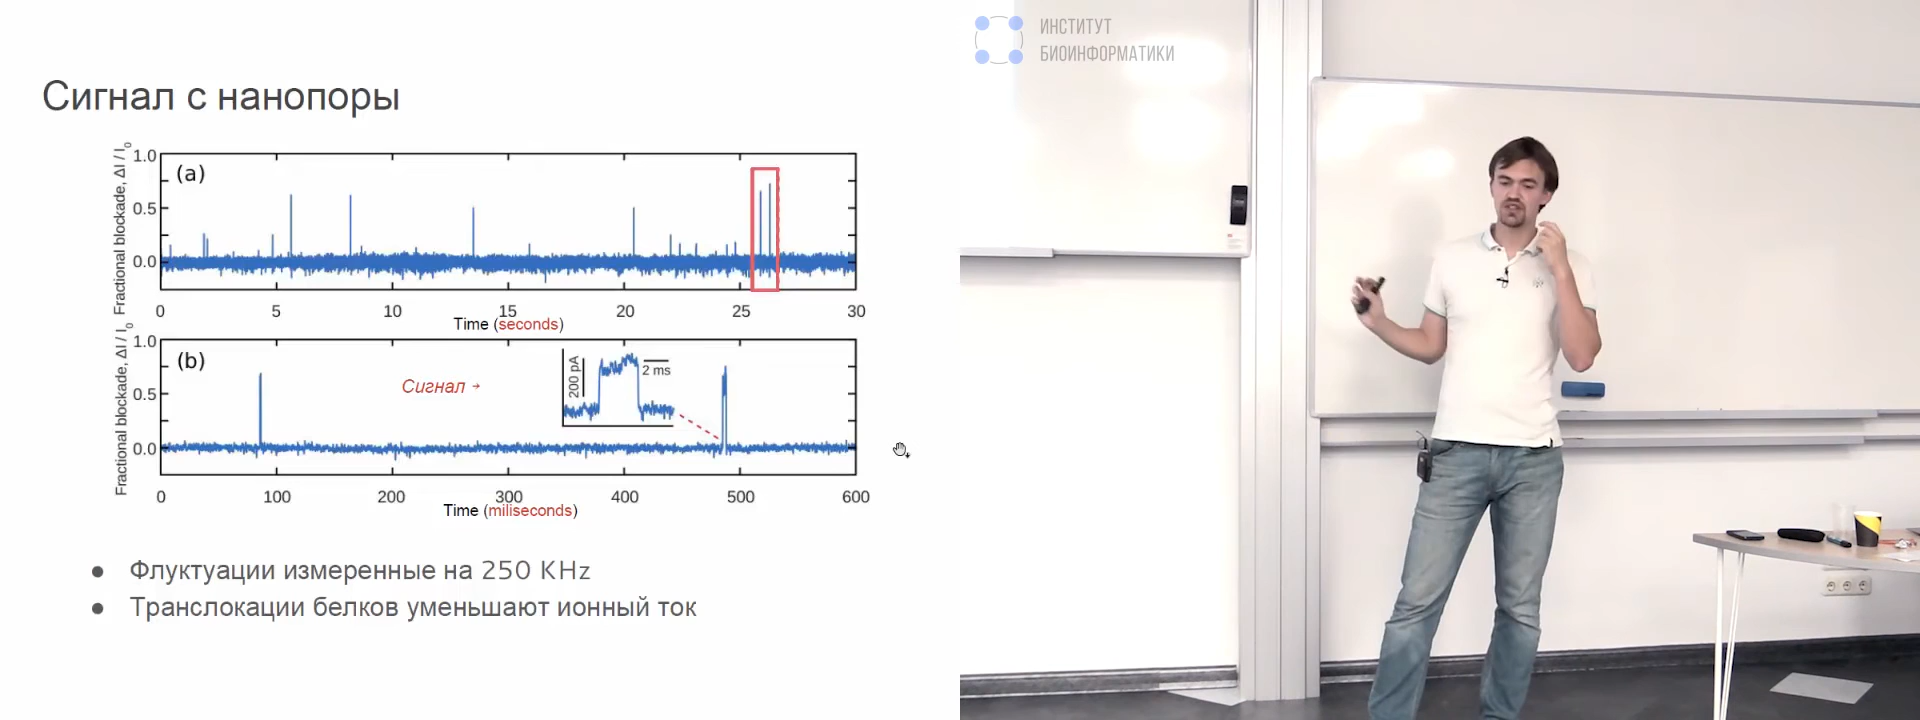 Сигнал с нанопоры
Fractional blockade, ΔI / I₀
1.0
0.5
0.0
(a)
0 5 10 15 20 25 30
Time (seconds)
Fractional blockade, ΔI / I₀
1.0
0.5
0.0
(b)
Сигнал →
200 pA
2 ms
0 100 200 300 400 500 600
Time (miliseconds)
● Флуктуации измеренные на 250 KHz
● Транслокации белков уменьшают ионный ток
ИНСТИТУТ
БИОИНФОРМАТИКИ